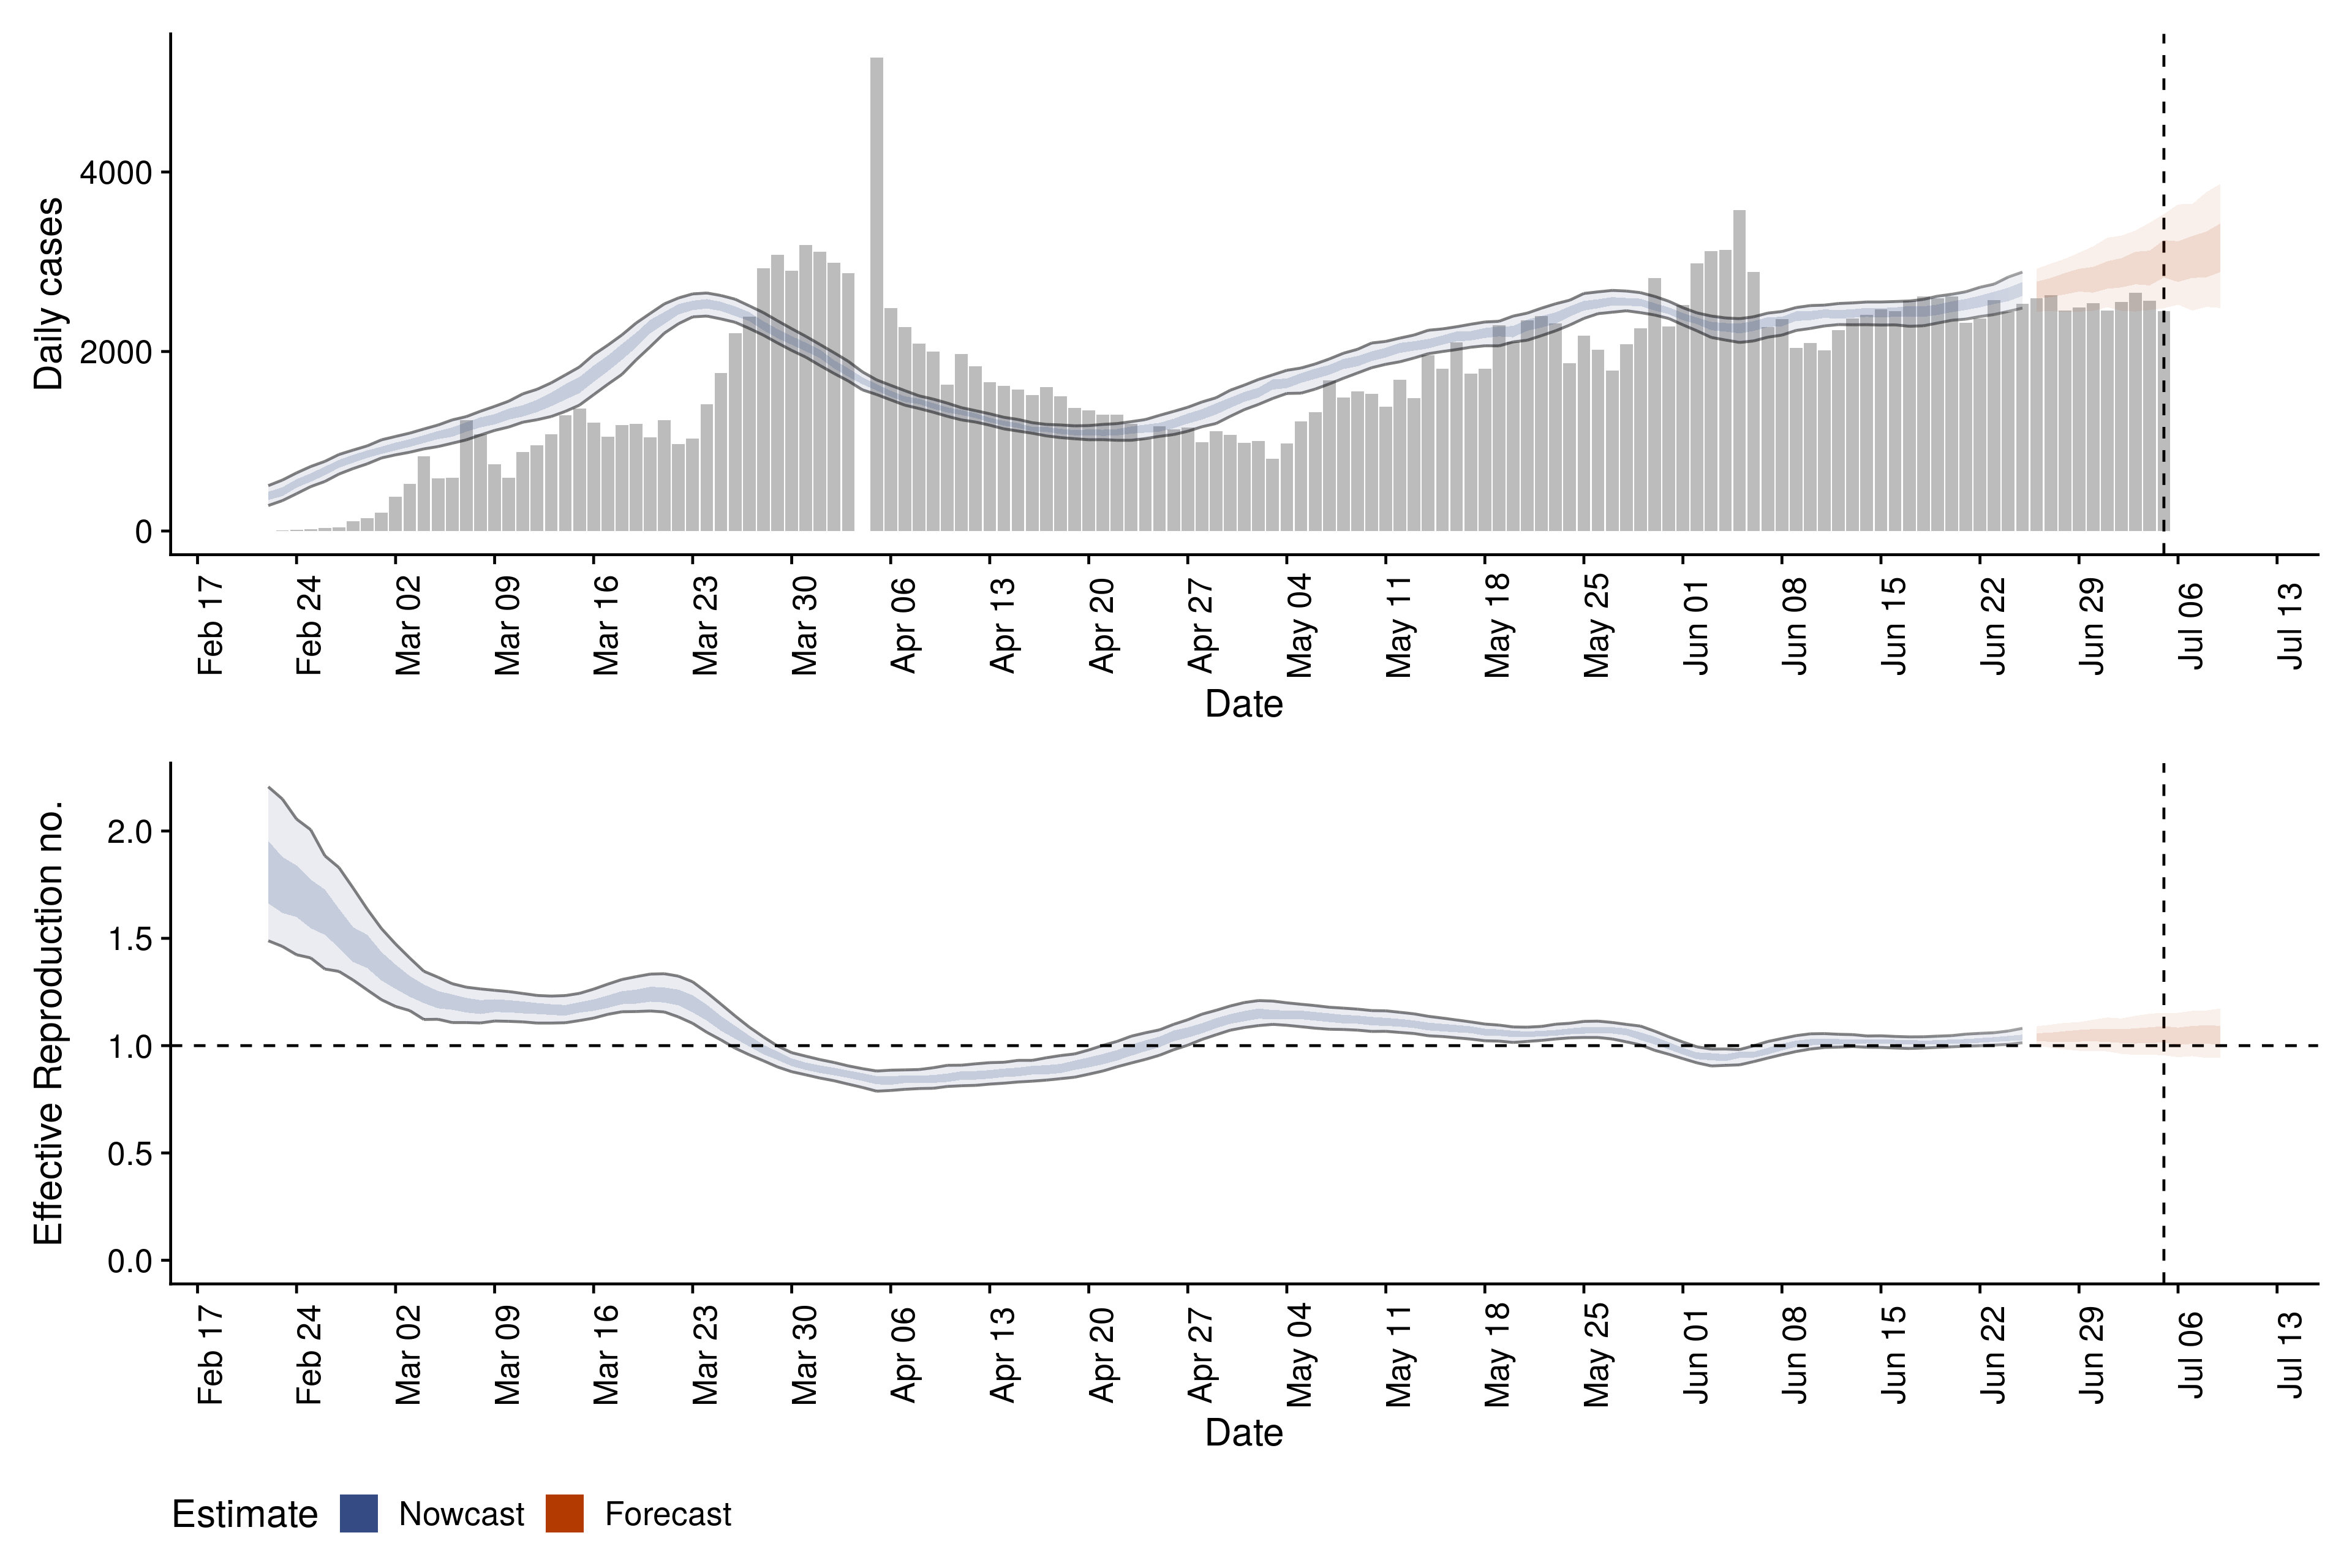 Daily cases
4000
2000
0
Feb 17 Feb 24 Mar 02 Mar 09 Mar 16 Mar 23 Mar 30 Apr 06 Apr 13 Apr 20 Apr 27 May 04 May 11 May 18 May 25 Jun 01 Jun 08 Jun 15 Jun 22 Jun 29 Jul 06 Jul 13
Date
Effective Reproduction no.
2.0
1.5
1.0
0.5
0.0
Feb 17 Feb 24 Mar 02 Mar 09 Mar 16 Mar 23 Mar 30 Apr 06 Apr 13 Apr 20 Apr 27 May 04 May 11 May 18 May 25 Jun 01 Jun 08 Jun 15 Jun 22 Jun 29 Jul 06 Jul 13
Date
Estimate Nowcast Forecast